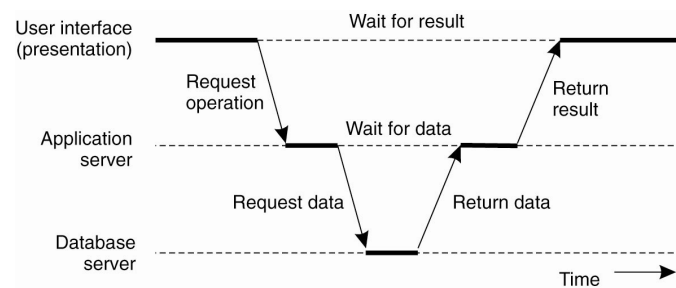 User interface
(presentation)
Wait for result
Request
operation
Return
result
Application
server
Wait for data
Request data
Return data
Database
server
Time